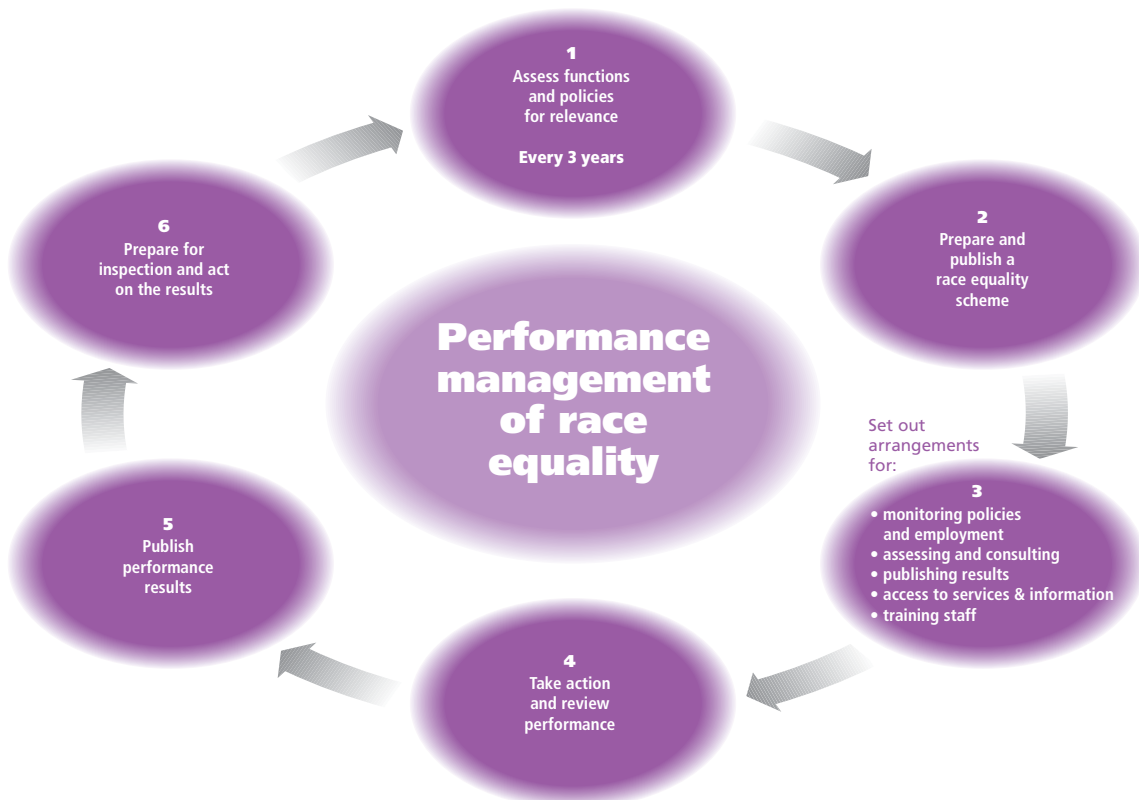 1
Assess functions
and policies
for relevance
Every 3 years
2
Prepare and
publish a
race equality
scheme
Set out
arrangements
for:
3
• monitoring policies
and employment
• assessing and consulting
• publishing results
• access to services & information
• training staff
4
Take action
and review
performance
5
Publish
performance
results
6
Prepare for
inspection and act
on the results
Performance
management
of race
equality